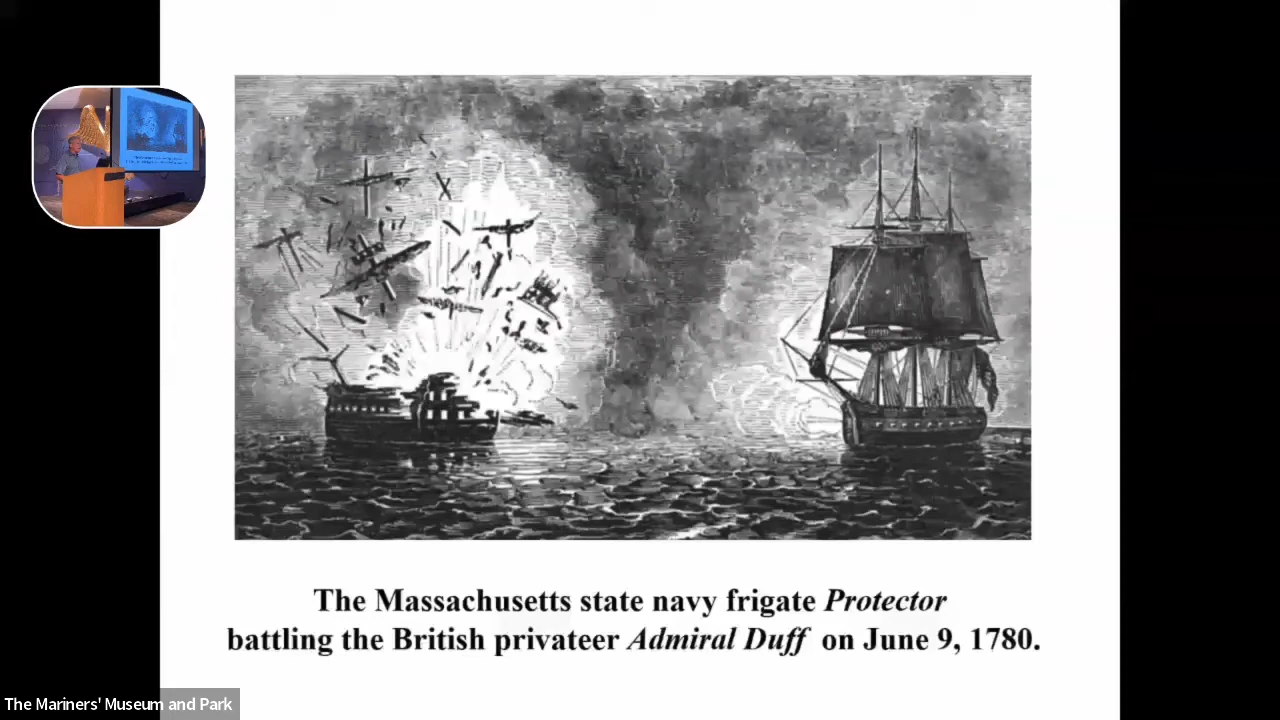 The Massachusetts state navy frigate Protector
battling the British privateer Admiral Duff on June 9, 1780.
The Mariners' Museum and Park